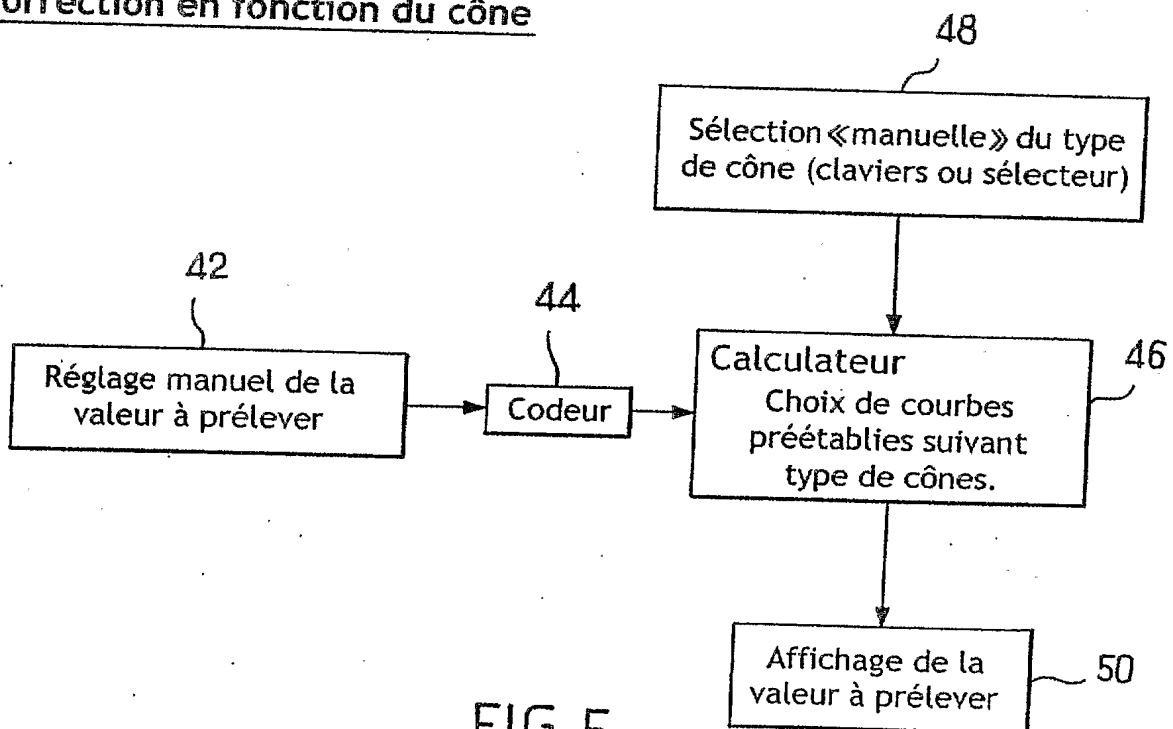 orrection en fonction du cône
48
Sélection «manuelle» du type
de cône (claviers ou sélecteur)
42
44
Réglage manuel de la
valeur à prélever
Codeur
Calculateur
Choix de courbes
préétablies suivant
type de cônes.
46
Affichage de la
valeur à prélever
50
FIG.5